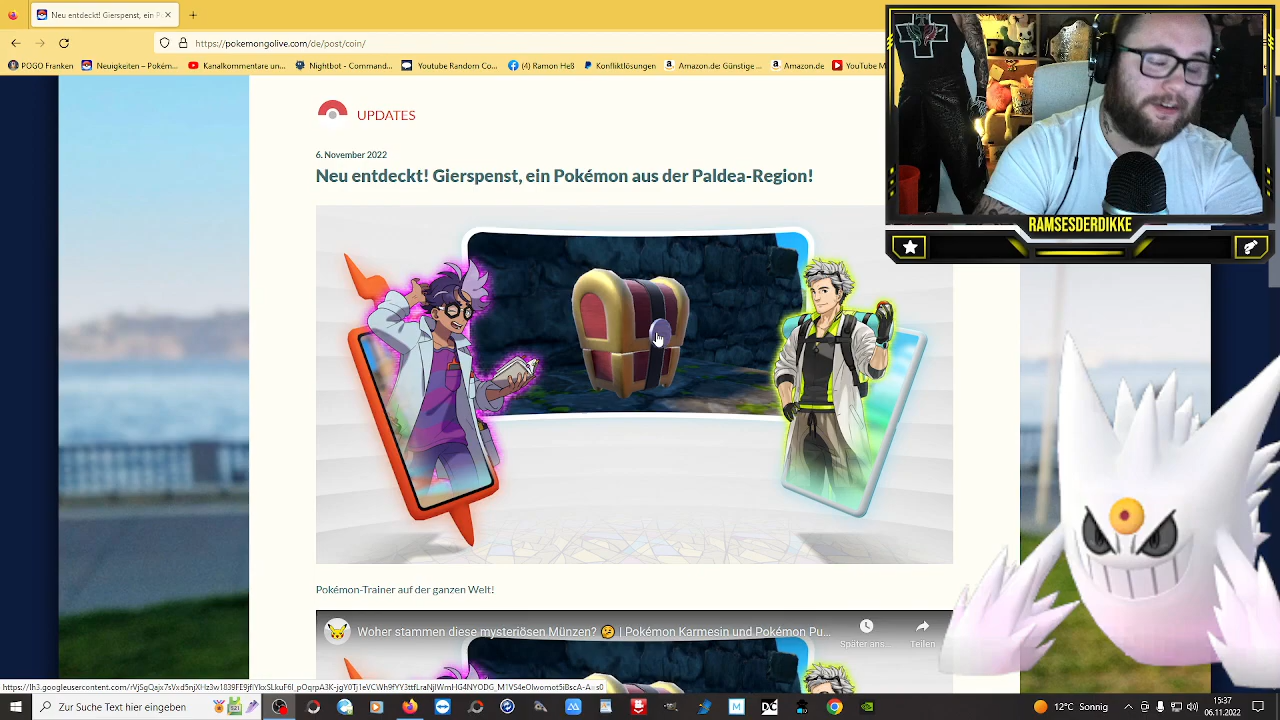 Neu entdeckt! Gierspenst, ein P
https://pokemongolive.com/de/post/coin/
POGO Franken
Neuigkeiten – Pokém...
Kanalkommentare un...
Nightbot - Command...
Youtube Random Co...
(4) Ramon Heß
Konfliktlösungen
Amazon.de: Günstige ...
Amazon.de
YouTube M
UPDATES
6. November 2022
Neu entdeckt! Gierspenst, ein Pokémon aus der Paldea-Region!
RAMSESDERDIKKE
Pokémon-Trainer auf der ganzen Welt!
Woher stammen diese mysteriösen Münzen? 🤔 | Pokémon Karmesin und Pokémon Pu...
Später ans...
Teilen
Zur Suche Text hier eingeben
12°C Sonnig
15:37
06.11.2022